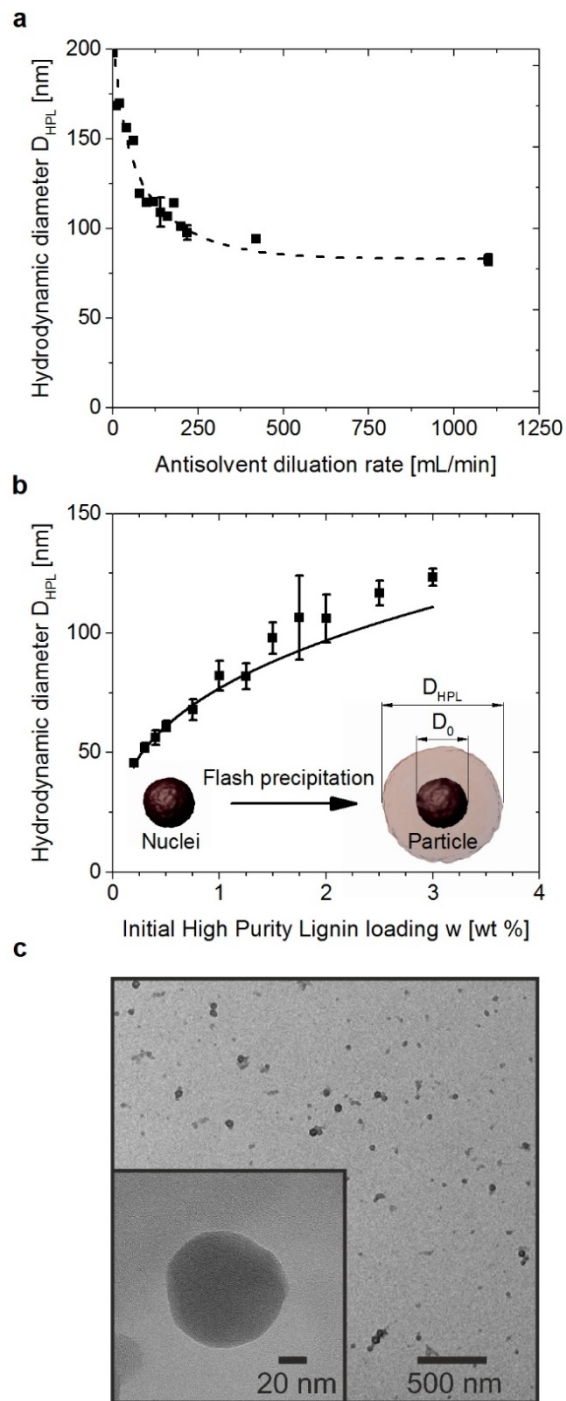 a
200
150
100
50
0
Hydrodynamic diameter D_HPL [nm]
0 250 500 750 1000 1250
Antisolvent diluation rate [mL/min]
b
150
100
50
0
Hydrodynamic diameter D_HPL [nm]
D_HPL
D_0
Flash precipitation
Nuclei
Particle
0 1 2 3 4
Initial High Purity Lignin loading w [wt %]
c
20 nm
500 nm